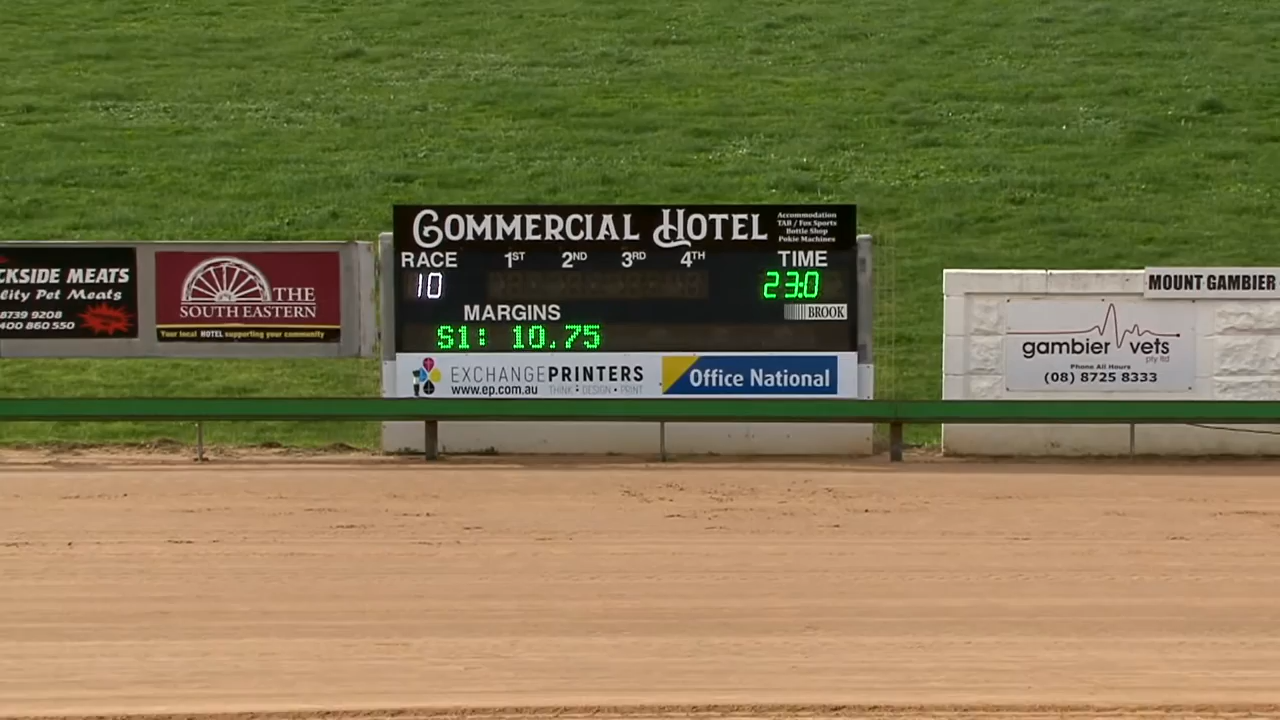 CKSIDE MEATS
lity Pet Meats
8739 9208
400 860 550
THE
SOUTH EASTERN
Your local HOTEL supporting your community
COMMERCIAL HOTEL
Accommodation
TAB / Fox Sports
Bottle Shop
Pokie Machines
RACE 1ST 2ND 3RD 4TH TIME
10 23:0
MARGINS
BROOK
S1: 10.75
EXCHANGEPRINTERS
www.ep.com.au THINK • DESIGN • PRINT
Office National
MOUNT GAMBIER
gambier vets
pty ltd
Phone All Hours
(08) 8725 8333